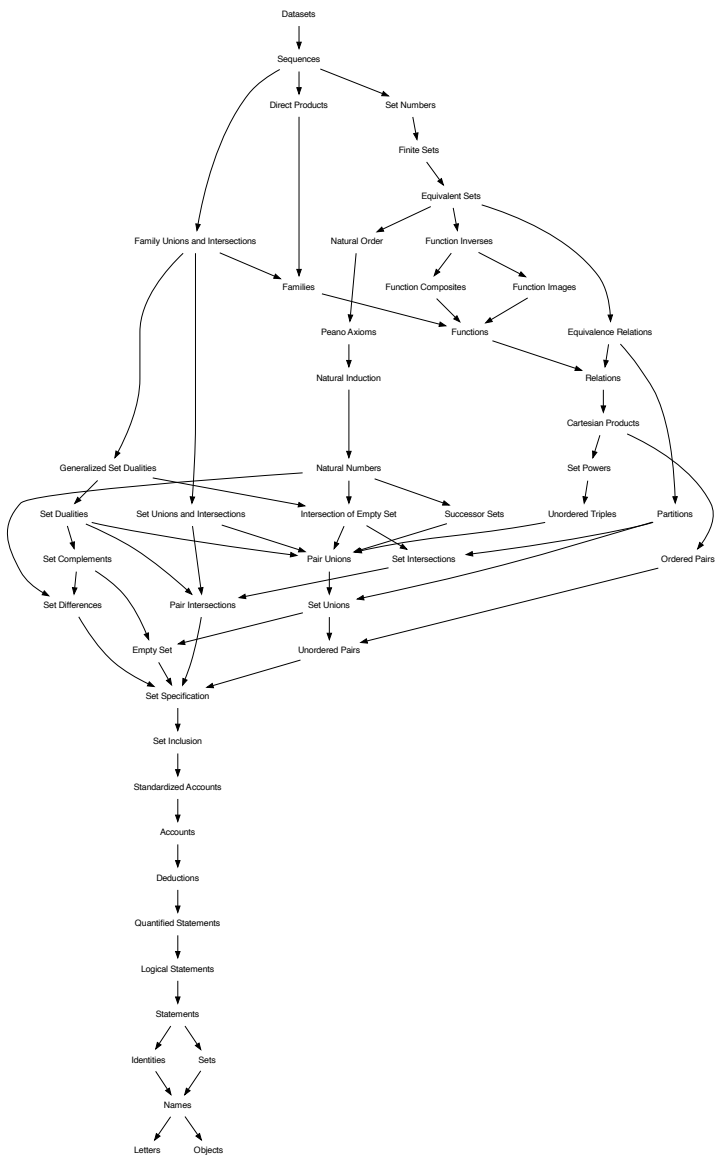 Datasets
Sequences
Direct Products
Set Numbers
Finite Sets
Equivalent Sets
Family Unions and Intersections
Natural Order
Function Inverses
Families
Function Composites
Function Images
Peano Axioms
Functions
Equivalence Relations
Natural Induction
Relations
Cartesian Products
Generalized Set Dualities
Natural Numbers
Set Powers
Set Dualities
Set Unions and Intersections
Intersection of Empty Set
Successor Sets
Unordered Triples
Partitions
Set Complements
Pair Unions
Set Intersections
Ordered Pairs
Set Differences
Pair Intersections
Set Unions
Empty Set
Unordered Pairs
Set Specification
Set Inclusion
Standardized Accounts
Accounts
Deductions
Quantified Statements
Logical Statements
Statements
Identities
Sets
Names
Letters
Objects